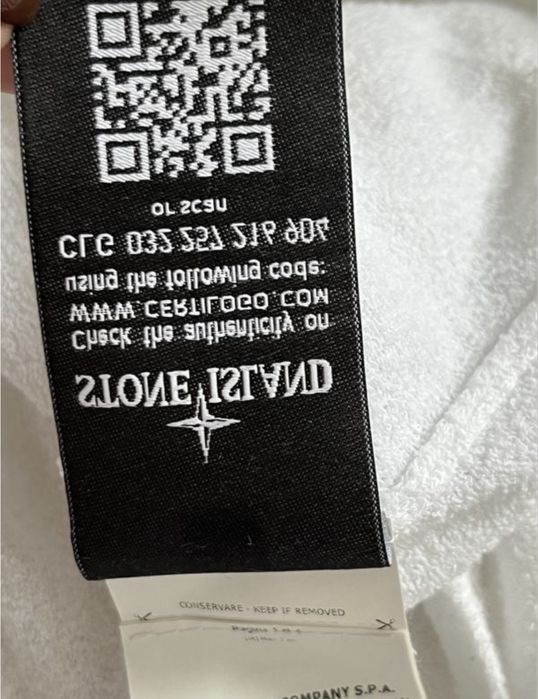 STONE ISLAND
Check the authenticity on
WWW.CERTILOGO.COM
using the following code:
CLG 032 257 216 904
or scan
CONSERVARE - KEEP IF REMOVED
COMPANY S.P.A.